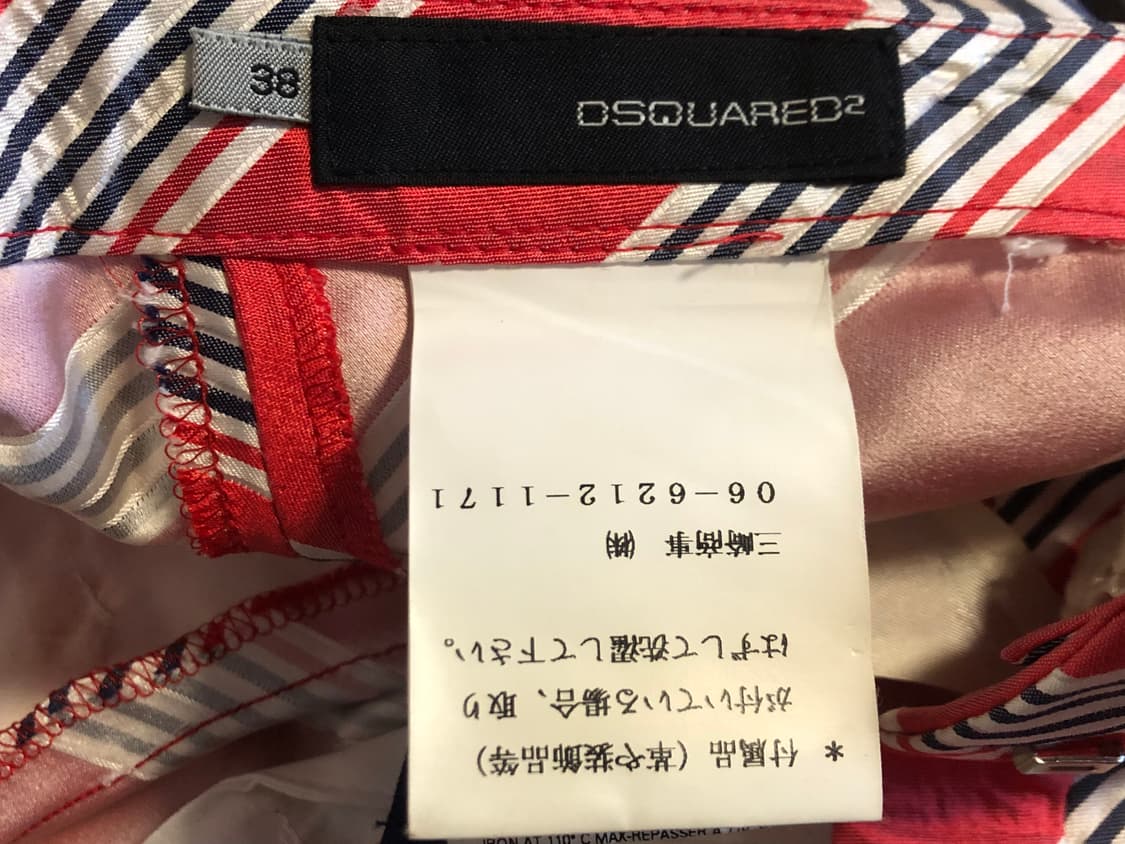 38
DSQUARED2
* 付属品 (革や装飾品等)
が付いている場合、取り
はずして洗濯して下さい。
三崎商事 ㈱
06-6212-1171
IRON AT 110° C MAX-REPASSER A